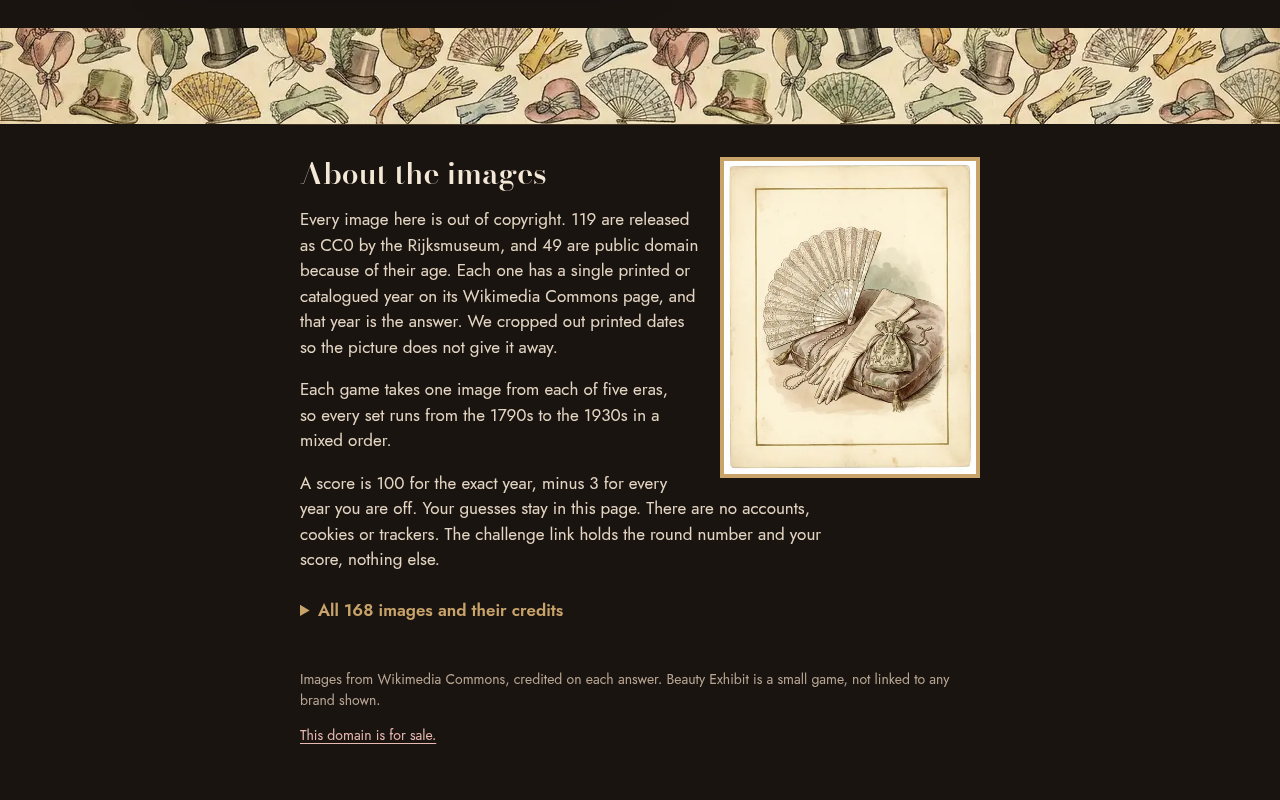 About the images
Every image here is out of copyright. 119 are released
as CC0 by the Rijksmuseum, and 49 are public domain
because of their age. Each one has a single printed or
catalogued year on its Wikimedia Commons page, and
that year is the answer. We cropped out printed dates
so the picture does not give it away.
Each game takes one image from each of five eras,
so every set runs from the 1790s to the 1930s in a
mixed order.
A score is 100 for the exact year, minus 3 for every
year you are off. Your guesses stay in this page. There are no accounts,
cookies or trackers. The challenge link holds the round number and your
score, nothing else.
All 168 images and their credits
Images from Wikimedia Commons, credited on each answer. Beauty Exhibit is a small game, not linked to any
brand shown.
This domain is for sale.